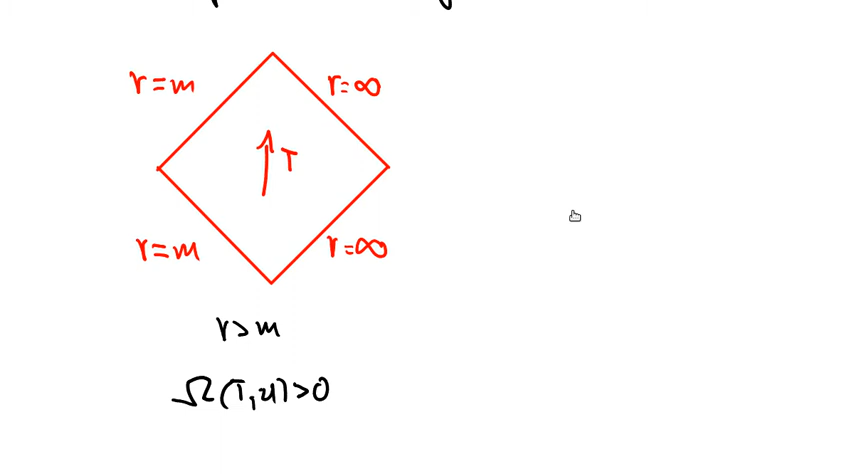 r=m r=∞
T
r=m r=∞
r>m
Ω(T,u)>0